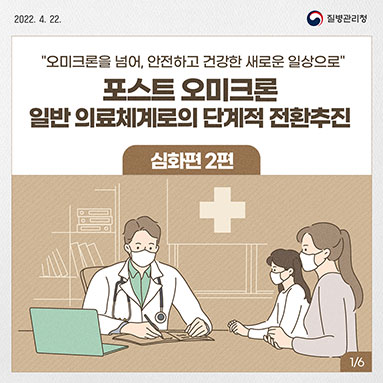 2022. 4. 22.
질병관리청
"오미크론을 넘어, 안전하고 건강한 새로운 일상으로"
포스트 오미크론
일반 의료체계로의 단계적 전환추진
심화편 2편
1/6